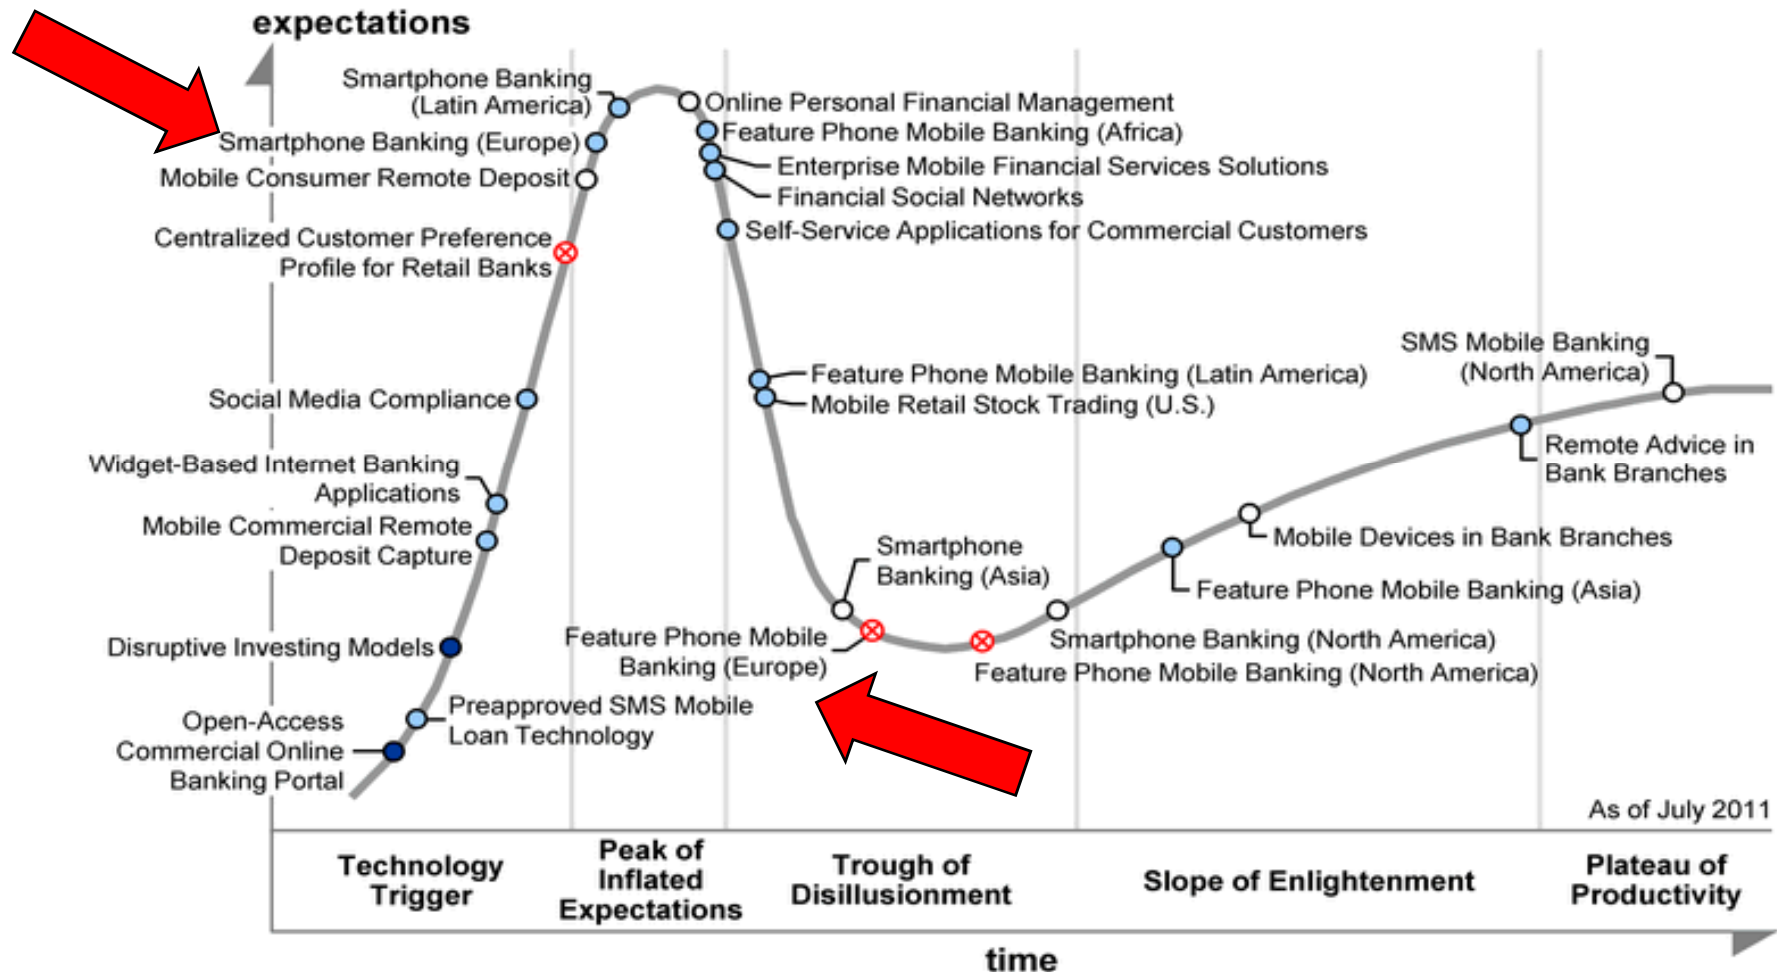 expectations
Smartphone Banking
(Latin America)
Smartphone Banking (Europe)
Mobile Consumer Remote Deposit
Centralized Customer Preference
Profile for Retail Banks
Social Media Compliance
Widget-Based Internet Banking
Applications
Mobile Commercial Remote
Deposit Capture
Disruptive Investing Models
Preapproved SMS Mobile
Loan Technology
Open-Access
Commercial Online
Banking Portal
Online Personal Financial Management
Feature Phone Mobile Banking (Africa)
Enterprise Mobile Financial Services Solutions
Financial Social Networks
Self-Service Applications for Commercial Customers
Feature Phone Mobile Banking (Latin America)
Mobile Retail Stock Trading (U.S.)
Smartphone
Banking (Asia)
Feature Phone Mobile
Banking (Europe)
Smartphone Banking (North America)
Feature Phone Mobile Banking (North America)
Feature Phone Mobile Banking (Asia)
Mobile Devices in Bank Branches
Remote Advice in
Bank Branches
SMS Mobile Banking
(North America)
As of July 2011
Technology
Trigger
Peak of
Inflated
Expectations
Trough of
Disillusionment
Slope of Enlightenment
Plateau of
Productivity
time